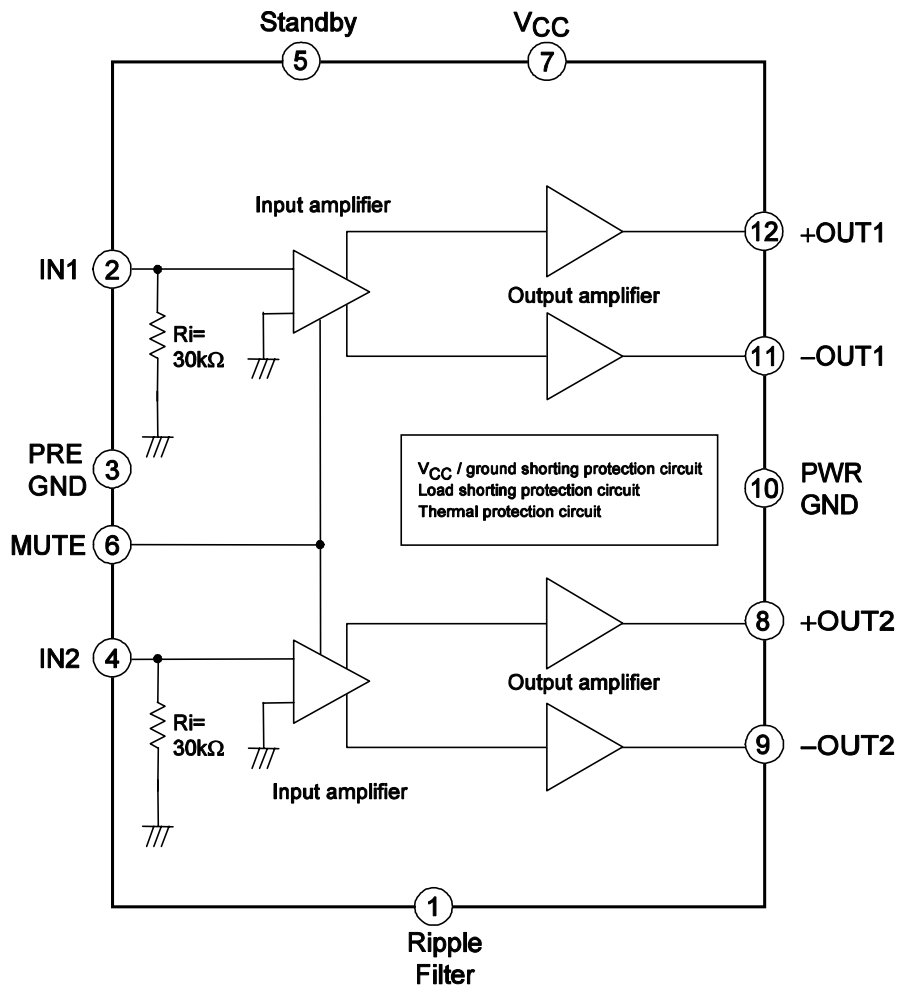 Standby
VCC
5
7
Input amplifier
12
+OUT1
IN1
2
Output amplifier
Ri=
30kΩ
11
–OUT1
PRE
GND
3
VCC / ground shorting protection circuit
Load shorting protection circuit
Thermal protection circuit
10
PWR
GND
MUTE
6
8
+OUT2
IN2
4
Output amplifier
Ri=
30kΩ
9
–OUT2
Input amplifier
1
Ripple
Filter